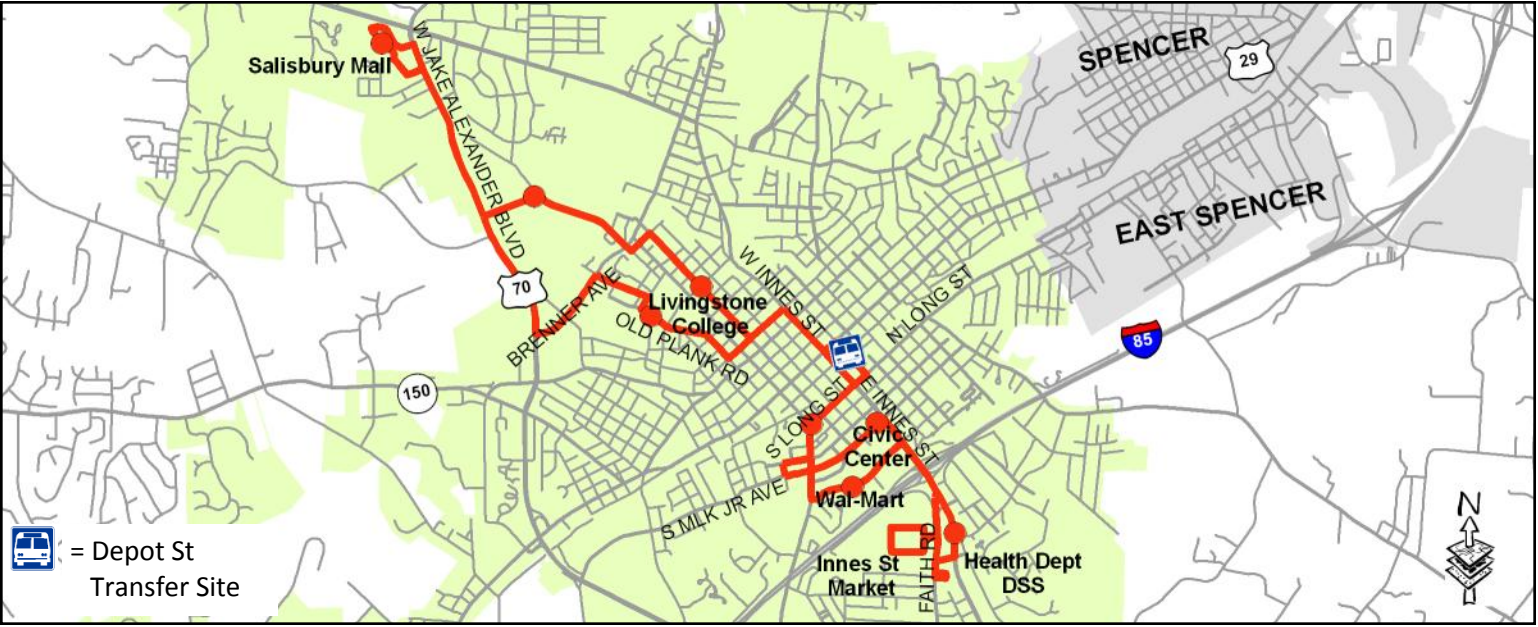 SPENCER
29
W JAKE ALEXANDER BLVD
Salisbury Mall
EAST SPENCER
W INNES ST
N LONG ST
70
BRENNER AVE
Livingstone
College
OLD PLANK RD
85
150
S LONG ST
E INNES ST
Civic
Center
Wal-Mart
S MLK JR AVE
N
= Depot St
Transfer Site
Innes St
Market
FAITH RD
Health Dept
DSS